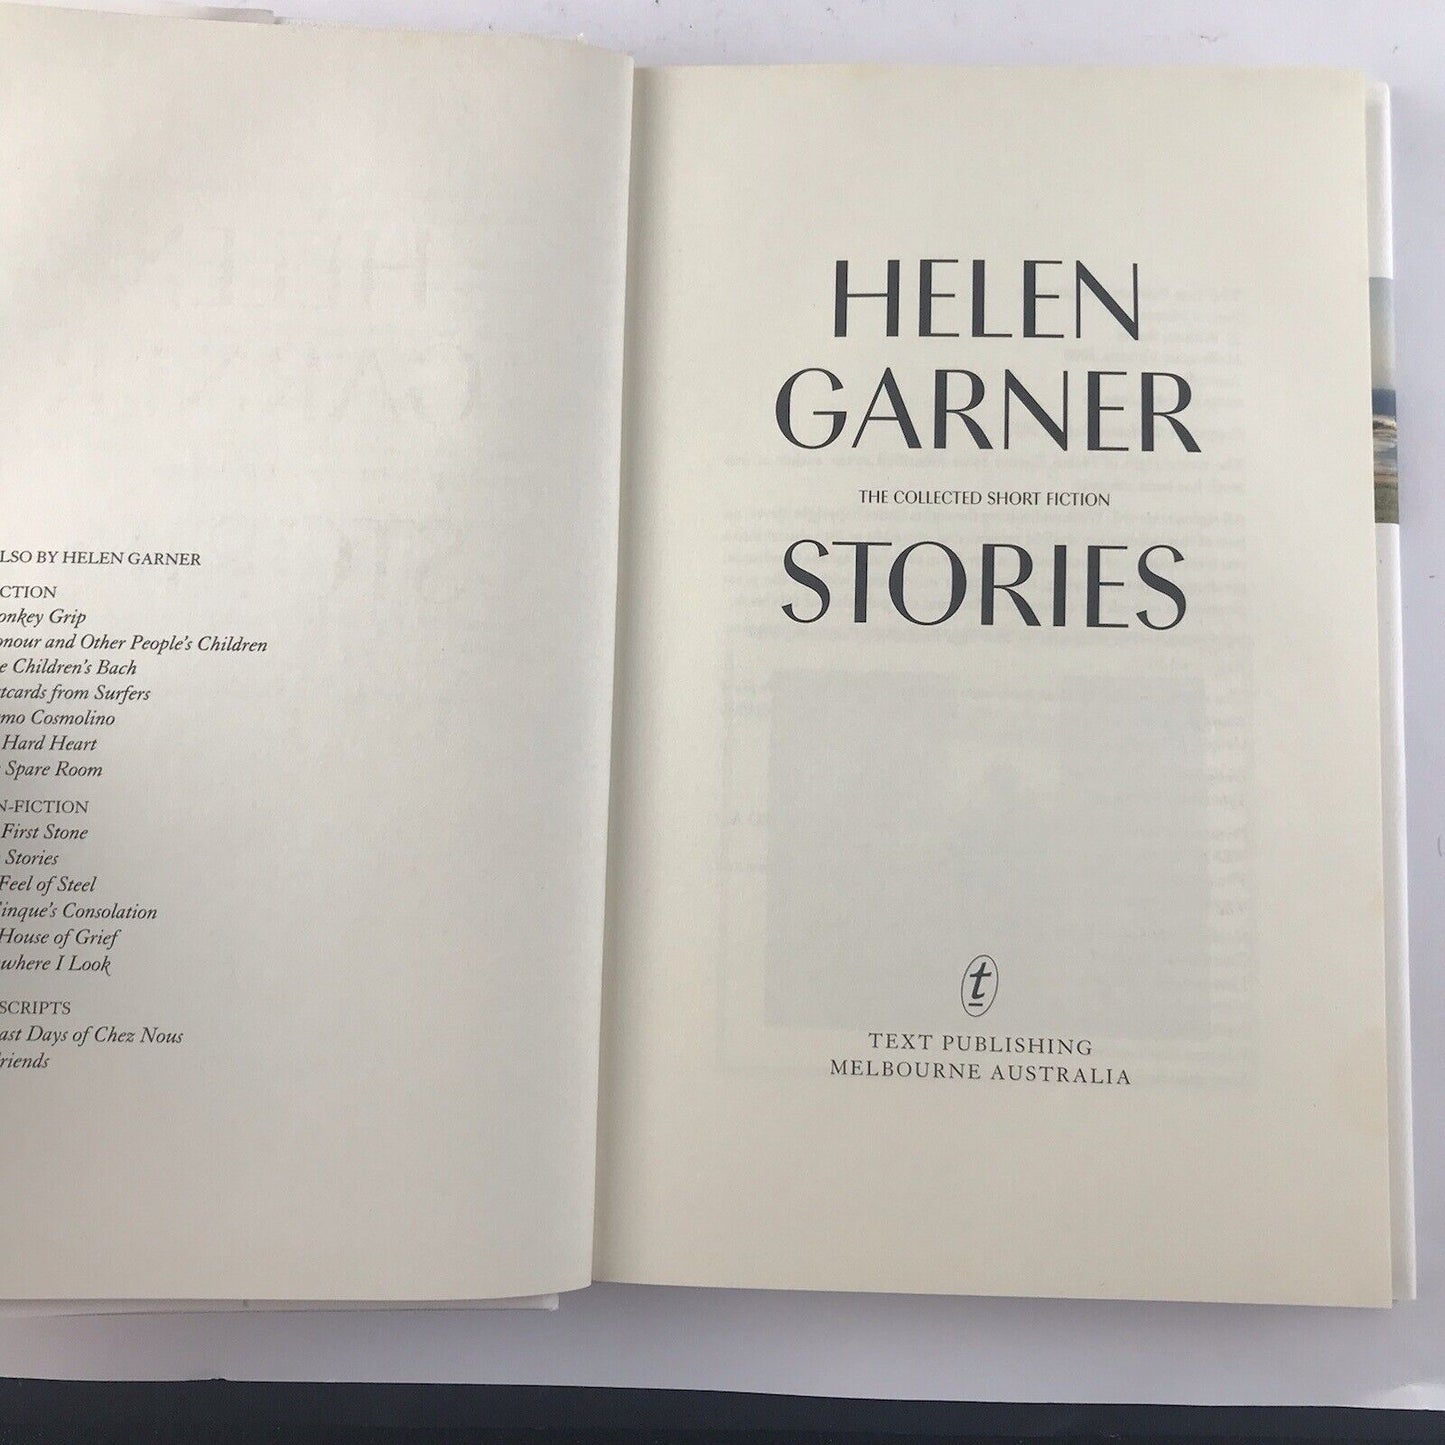 LSO BY HELEN GARNER
CTION
onkey Grip
onour and Other People's Children
e Children's Bach
tcards from Surfers
mo Cosmolino
Hard Heart
Spare Room
N-FICTION
First Stone
Stories
Feel of Steel
inque's Consolation
House of Grief
where I Look
SCRIPTS
ast Days of Chez Nous
riends
HELEN
GARNER
THE COLLECTED SHORT FICTION
STORIES
t
TEXT PUBLISHING
MELBOURNE AUSTRALIA